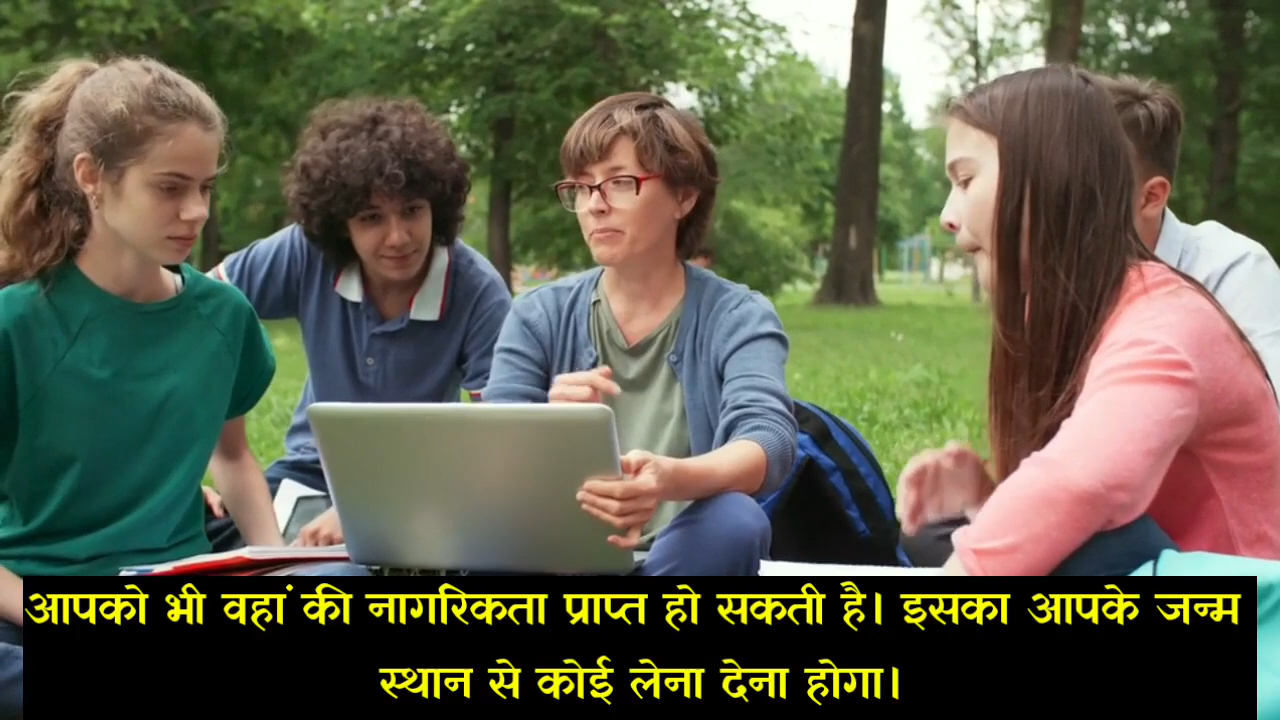 आपको भी वहां की नागरिकता प्राप्त हो सकती है। इसका आपके जन्म
स्थान से कोई लेना देना होगा।